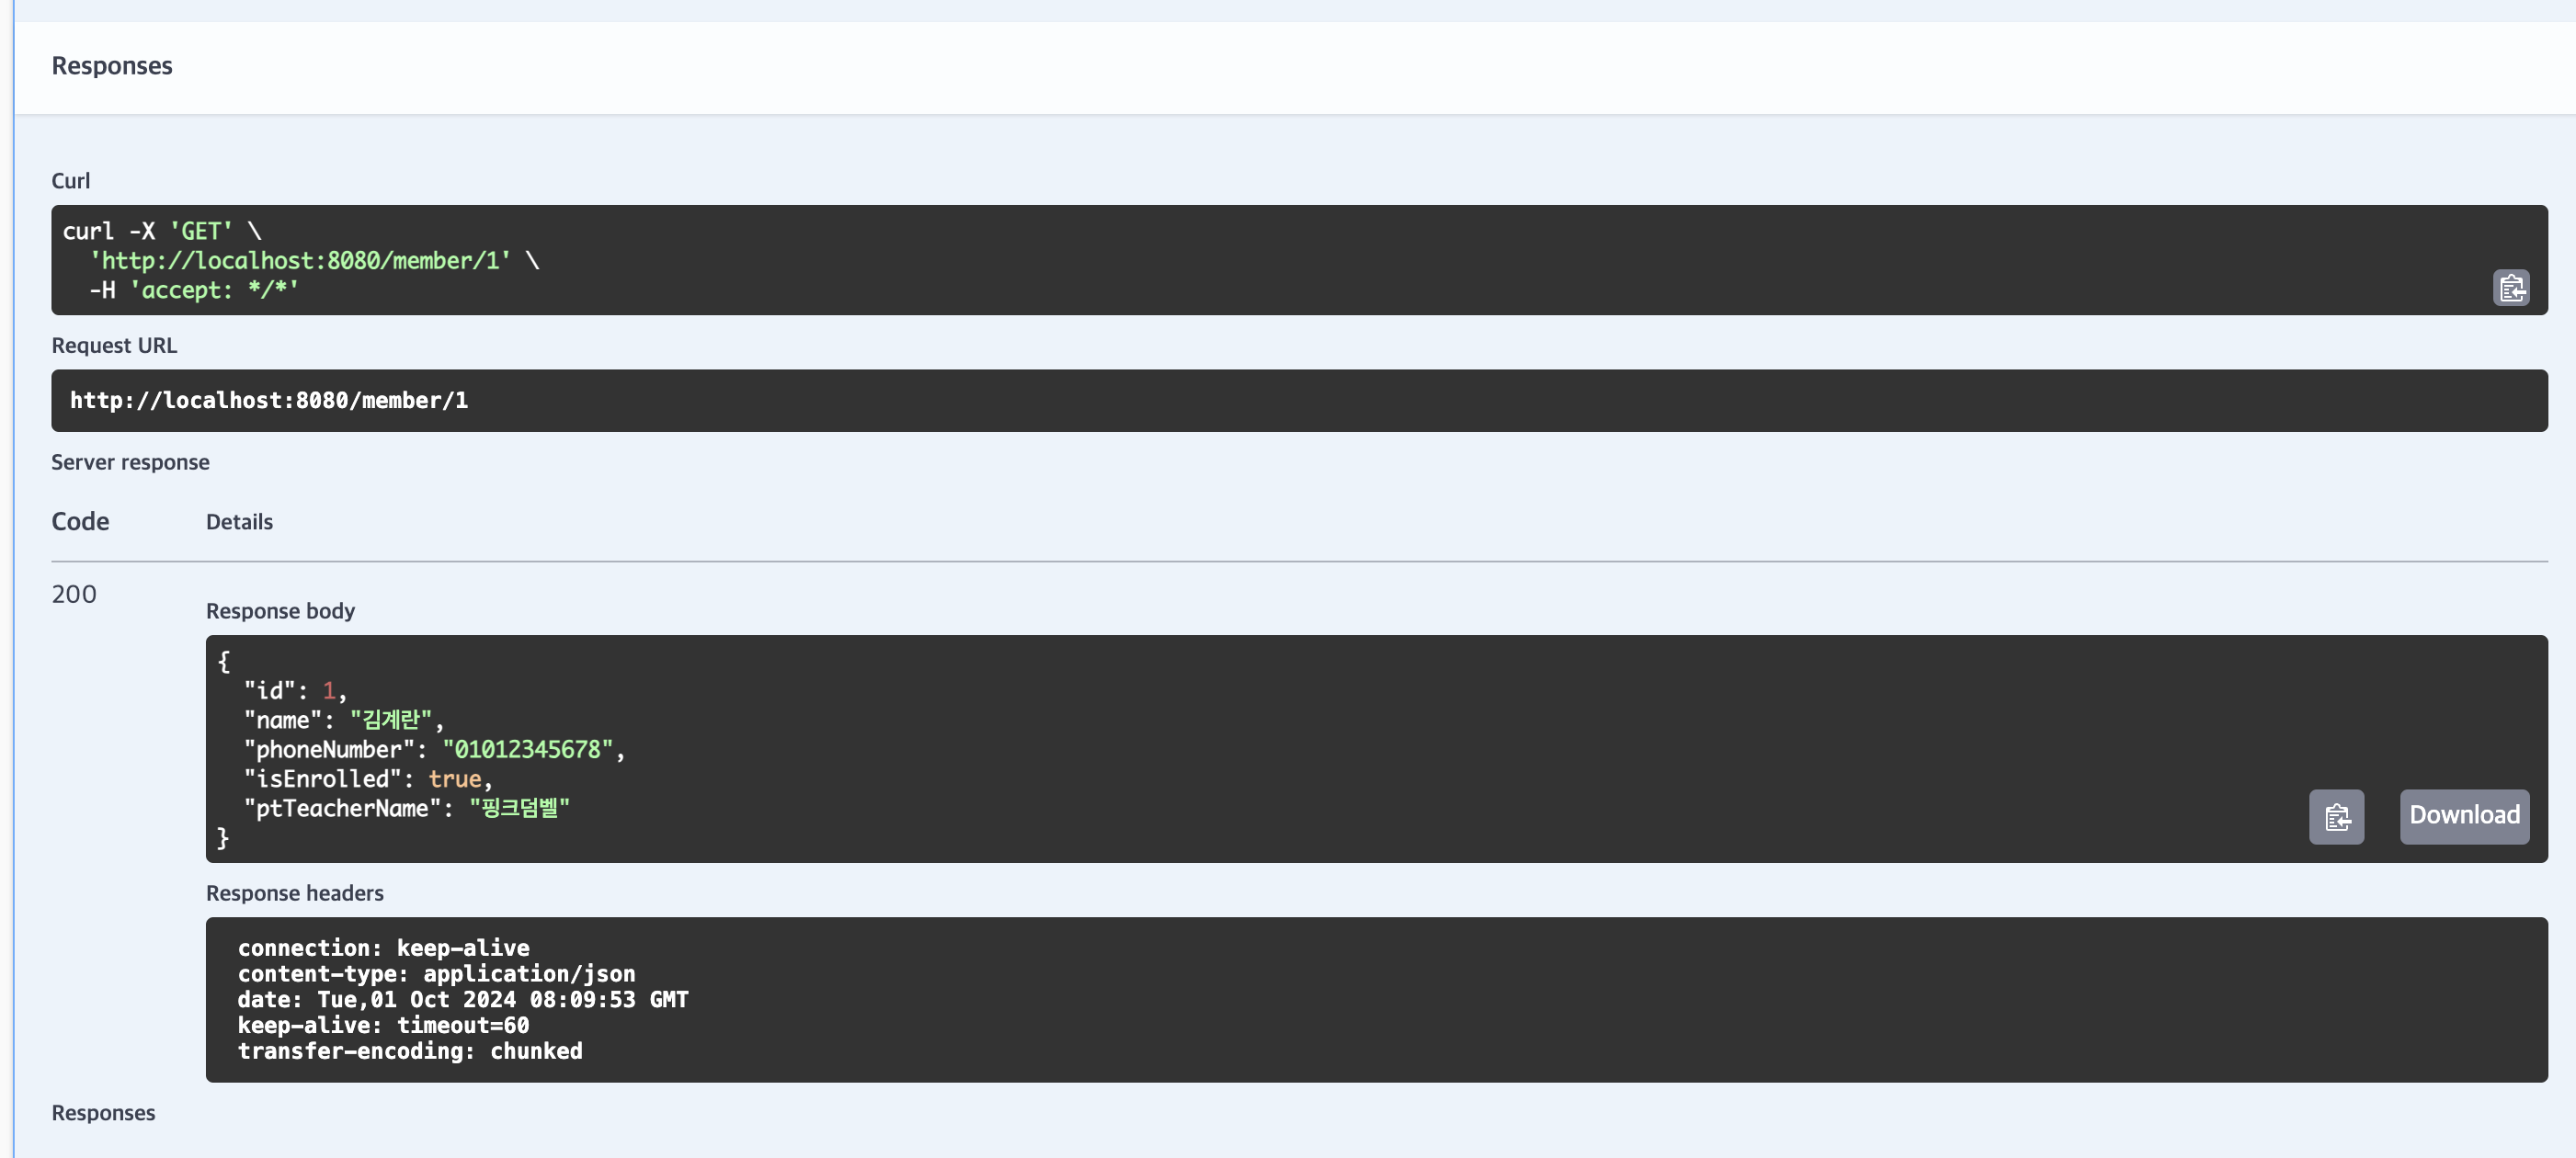 Responses
Curl
curl -X 'GET' \
  'http://localhost:8080/member/1' \
  -H 'accept: */*'
Request URL
http://localhost:8080/member/1
Server response
Code Details
200
Response body
{
  "id": 1,
  "name": "김계란",
  "phoneNumber": "01012345678",
  "isEnrolled": true,
  "ptTeacherName": "핑크덤벨"
}
Download
Response headers
connection: keep-alive
content-type: application/json
date: Tue,01 Oct 2024 08:09:53 GMT
keep-alive: timeout=60
transfer-encoding: chunked
Responses